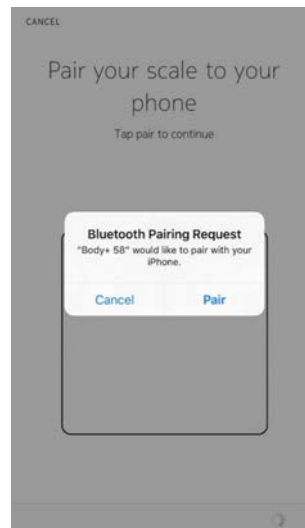 CANCEL
Pair your scale to your
phone
Tap pair to continue
Bluetooth Pairing Request
"Body+ 58" would like to pair with your
iPhone.
Cancel Pair